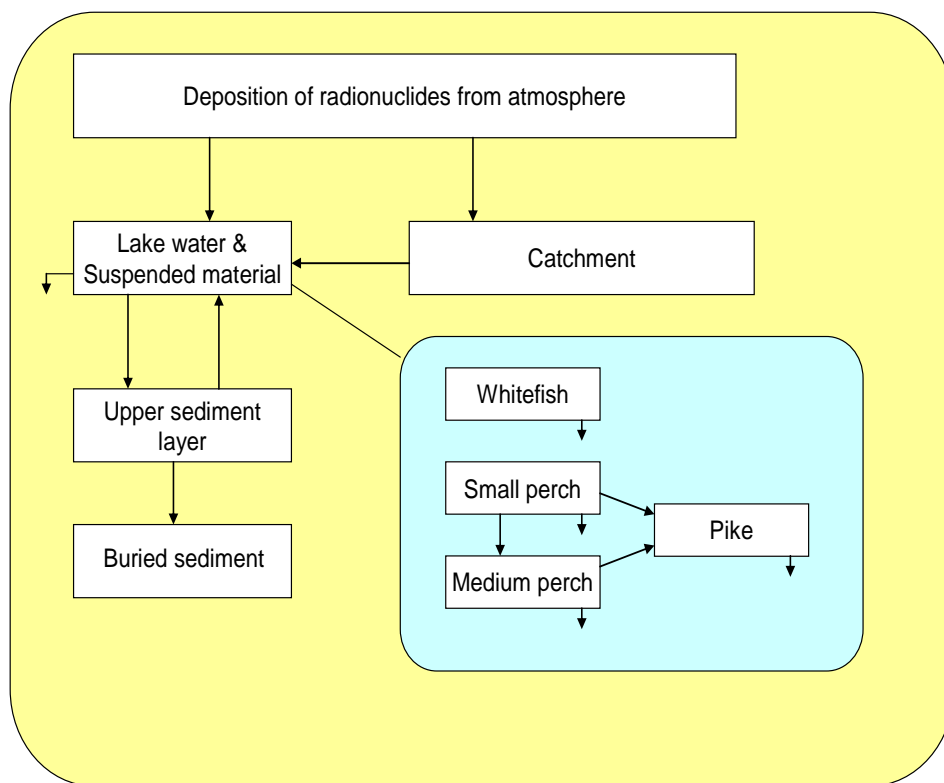 Deposition of radionuclides from atmosphere
Lake water &
Suspended material
Catchment
Upper sediment
layer
Buried sediment
Whitefish
Small perch
Medium perch
Pike